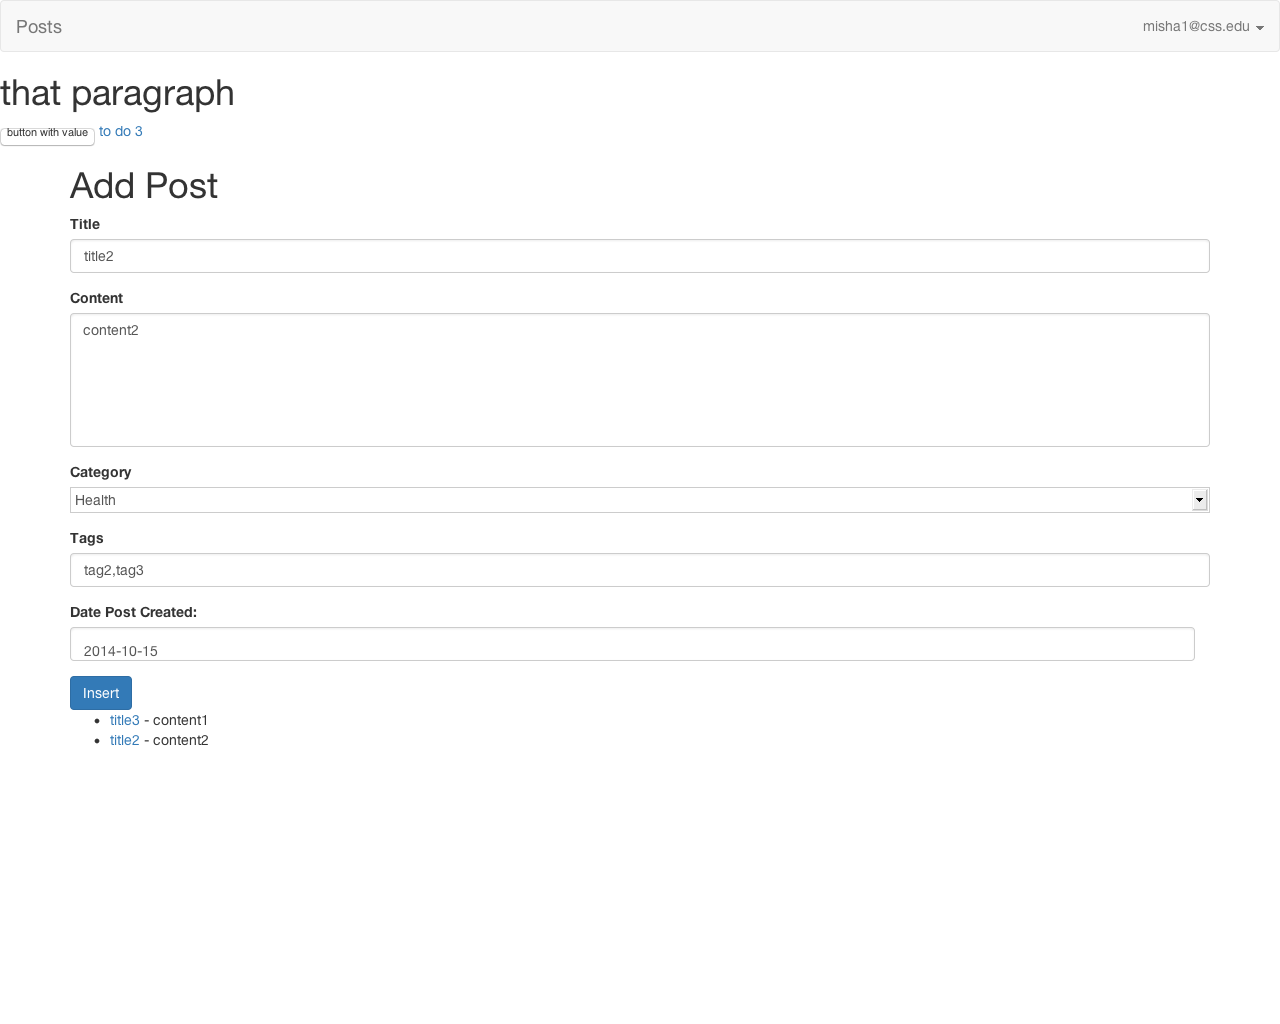 Posts misha1@css.edu
that paragraph
button with value to do 3
Add Post
Title
title2
Content
content2
Category
Health
Tags
tag2,tag3
Date Post Created:
2014-10-15
Insert
title3 - content1
title2 - content2